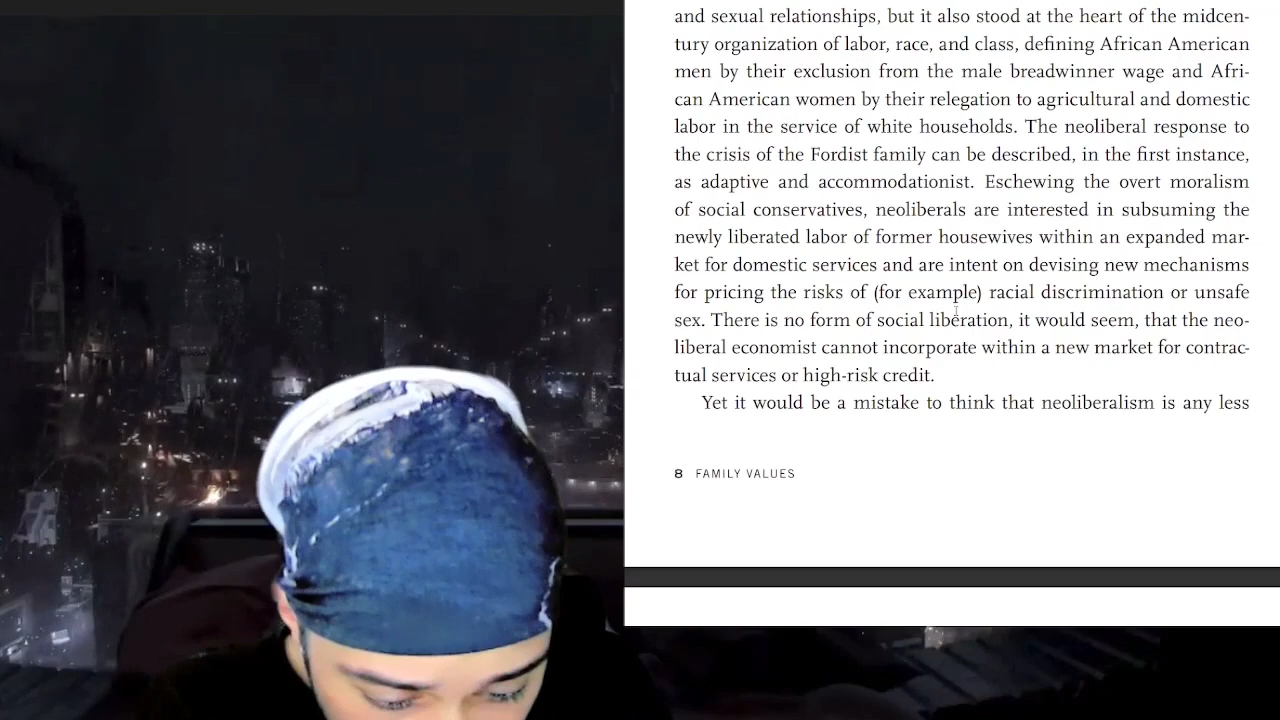 and sexual relationships, but it also stood at the heart of the midcen-
tury organization of labor, race, and class, defining African American
men by their exclusion from the male breadwinner wage and Afri-
can American women by their relegation to agricultural and domestic
labor in the service of white households. The neoliberal response to
the crisis of the Fordist family can be described, in the first instance,
as adaptive and accommodationist. Eschewing the overt moralism
of social conservatives, neoliberals are interested in subsuming the
newly liberated labor of former housewives within an expanded mar-
ket for domestic services and are intent on devising new mechanisms
for pricing the risks of (for example) racial discrimination or unsafe
sex. There is no form of social liberation, it would seem, that the neo-
liberal economist cannot incorporate within a new market for contrac-
tual services or high-risk credit.
Yet it would be a mistake to think that neoliberalism is any less
8 FAMILY VALUES